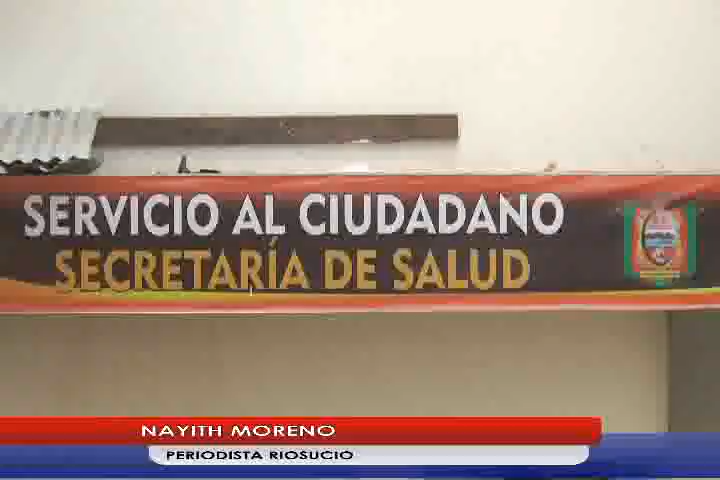 SERVICIO AL CIUDADANO
SECRETARÍA DE SALUD
NAYITH MORENO
PERIODISTA RIOSUCIO